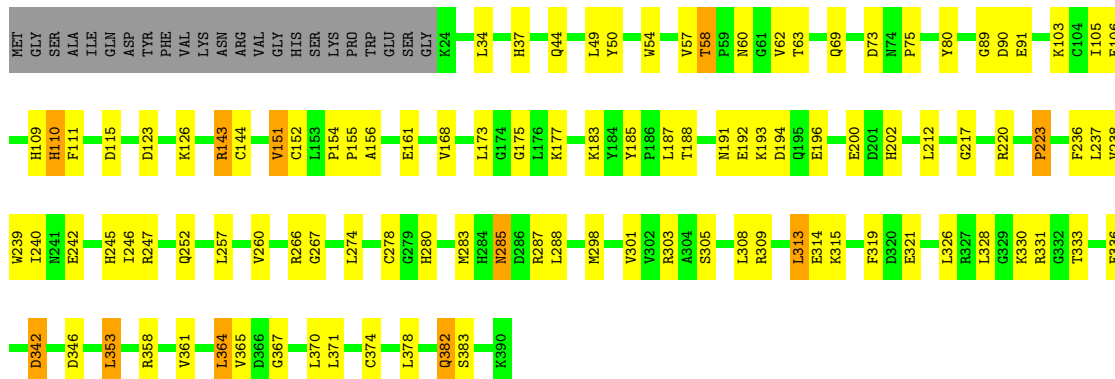 MET GLY SER ALA ILE GLN ASP TYR PHE VAL LYS ASN ARG VAL GLY HIS SER LYS PRO TRP GLU SER GLY K24 L34 H37 Q44 L49 Y50 W54 V57 T58 P59 N60 G61 V62 T63 Q69 D73 N74 P75 Y80 G89 D90 E91 K103 C104 I105
H109 H110 F111 D115 D123 K126 R143 C144 V151 C152 L153 P154 P155 A156 E161 V168 L173 G174 G175 L176 K177 K183 Y184 Y185 P186 L187 T188 N191 E192 K193 D194 Q195 E196 E200 D201 H202 L212 G217 R220 P223 F236 L237
W239 I240 N241 E242 H245 I246 R247 Q252 L257 V260 R266 G267 L274 C278 G279 H280 M283 H284 N285 D286 R287 L288 M298 V301 V302 R303 A304 S305 L308 R309 L313 E314 K315 F319 D320 E321 L326 R327 L328 G329 K330 R331 G332 T333
D342 D346 L353 R358 V361 L364 V365 D366 G367 L370 L371 C374 L378 Q382 S383 K390